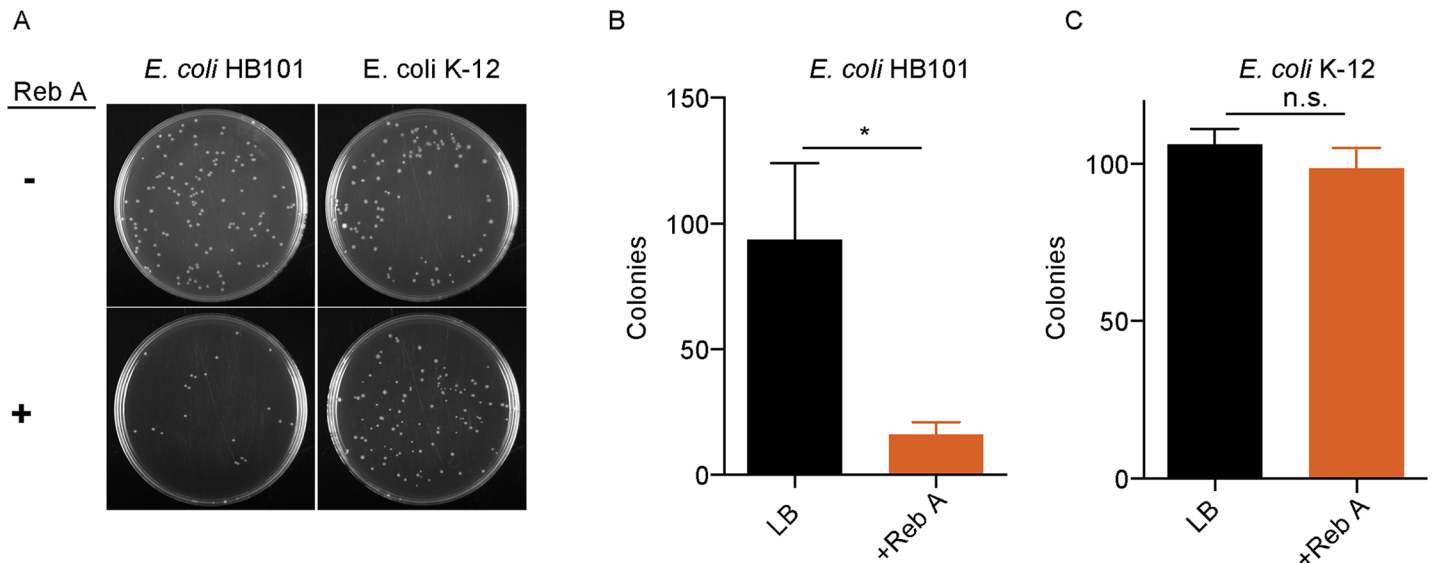 A
E. coli HB101
E. coli K-12
Reb A
-
+
B
E. coli HB101
150
*
100
50
0
Colonies
LB
+Reb A
C
E. coli K-12
n.s.
100
50
0
Colonies
LB
+Reb A